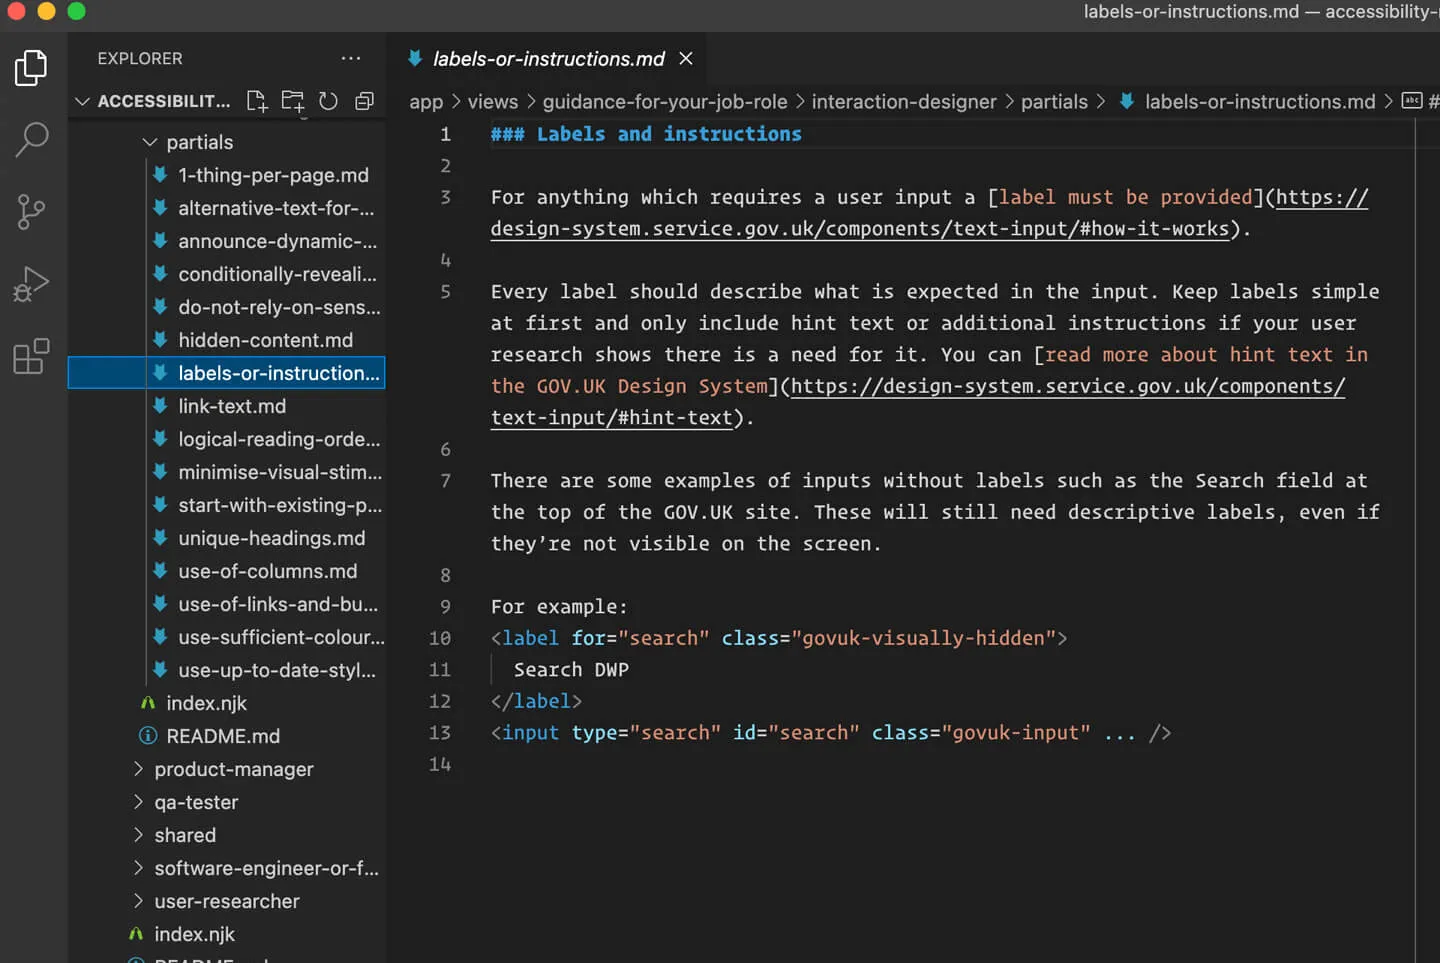 labels-or-instructions.md — accessibility-
EXPLORER
ACCESSIBILIT...
partials
1-thing-per-page.md
alternative-text-for-...
announce-dynamic-...
conditionally-reveali...
do-not-rely-on-sens...
hidden-content.md
labels-or-instruction...
link-text.md
logical-reading-orde...
minimise-visual-stim...
start-with-existing-p...
unique-headings.md
use-of-columns.md
use-of-links-and-bu...
use-sufficient-colour...
use-up-to-date-styl...
index.njk
README.md
product-manager
qa-tester
shared
software-engineer-or-f...
user-researcher
index.njk
README.md
labels-or-instructions.md
app > views > guidance-for-your-job-role > interaction-designer > partials > labels-or-instructions.md > abc #
1 ### Labels and instructions
2
3 For anything which requires a user input a [label must be provided](https://
design-system.service.gov.uk/components/text-input/#how-it-works).
4
5 Every label should describe what is expected in the input. Keep labels simple
at first and only include hint text or additional instructions if your user
research shows there is a need for it. You can [read more about hint text in
the GOV.UK Design System](https://design-system.service.gov.uk/components/
text-input/#hint-text).
6
7 There are some examples of inputs without labels such as the Search field at
the top of the GOV.UK site. These will still need descriptive labels, even if
they’re not visible on the screen.
8
9 For example:
10 <label for="search" class="govuk-visually-hidden">
11 Search DWP
12 </label>
13 <input type="search" id="search" class="govuk-input" ... />
14